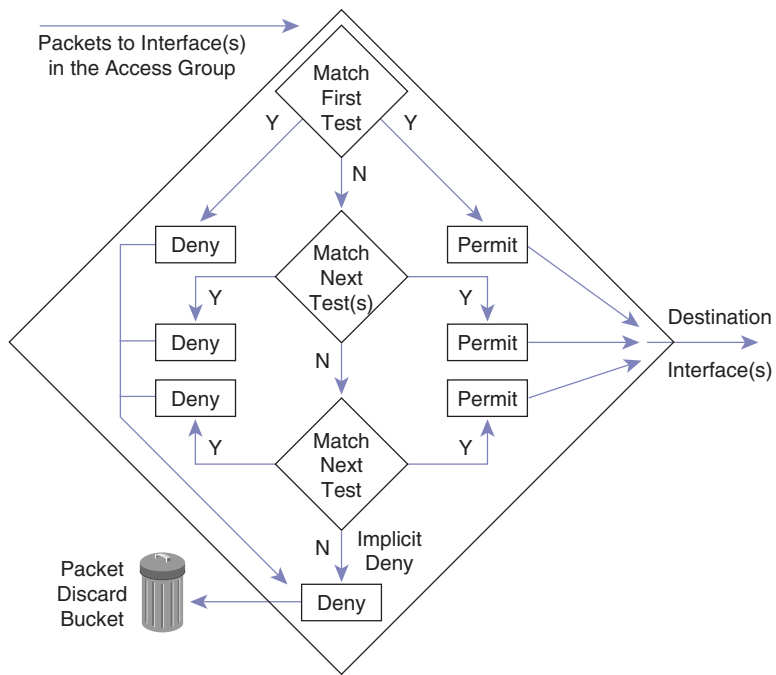 Packets to Interface(s)
in the Access Group
Match
First
Test
Y
Y
N
Deny
Match
Next
Test(s)
Permit
Y
Y
Deny
Permit
Destination
Interface(s)
N
Deny
Permit
Match
Next
Test
Y
Y
N
Implicit
Deny
Packet
Discard
Bucket
Deny